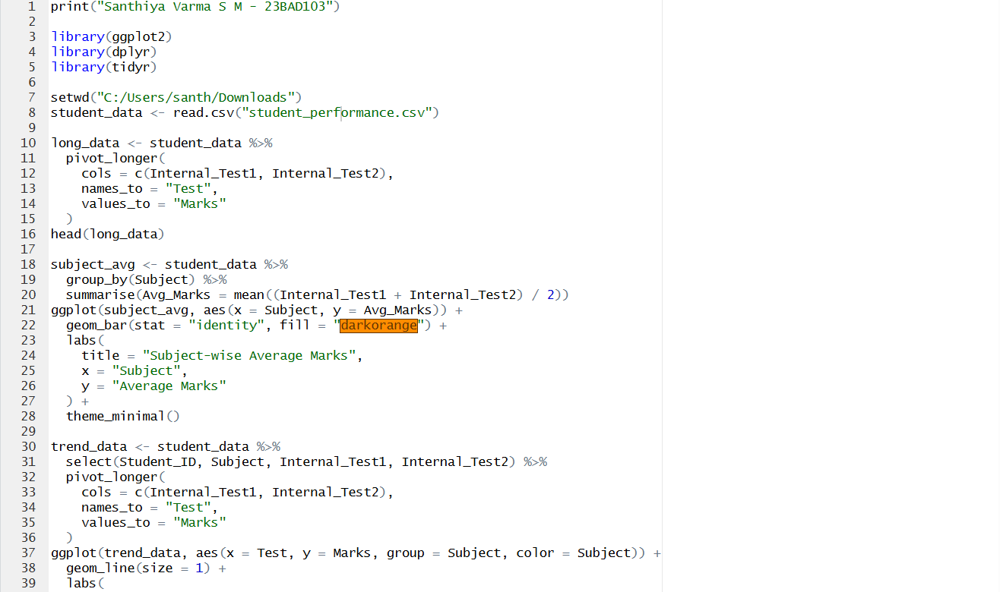 1 print("Santhiya Varma S M - 23BAD103")
2
3 library(ggplot2)
4 library(dplyr)
5 library(tidyr)
6
7 setwd("C:/Users/santh/Downloads")
8 student_data <- read.csv("student_performance.csv")
9
10 long_data <- student_data %>%
11   pivot_longer(
12     cols = c(Internal_Test1, Internal_Test2),
13     names_to = "Test",
14     values_to = "Marks"
15   )
16 head(long_data)
17
18 subject_avg <- student_data %>%
19   group_by(Subject) %>%
20   summarise(Avg_Marks = mean((Internal_Test1 + Internal_Test2) / 2))
21 ggplot(subject_avg, aes(x = Subject, y = Avg_Marks)) +
22   geom_bar(stat = "identity", fill = "darkorange") +
23   labs(
24     title = "Subject-wise Average Marks",
25     x = "Subject",
26     y = "Average Marks"
27   ) +
28   theme_minimal()
29
30 trend_data <- student_data %>%
31   select(Student_ID, Subject, Internal_Test1, Internal_Test2) %>%
32   pivot_longer(
33     cols = c(Internal_Test1, Internal_Test2),
34     names_to = "Test",
35     values_to = "Marks"
36   )
37 ggplot(trend_data, aes(x = Test, y = Marks, group = Subject, color = Subject)) +
38   geom_line(size = 1) +
39   labs(